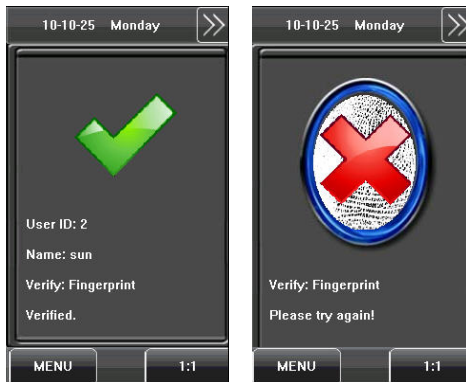 10-10-25 Monday
User ID: 2
Name: sun
Verify: Fingerprint
Verified.
MENU 1:1
10-10-25 Monday
Verify: Fingerprint
Please try again!
MENU 1:1